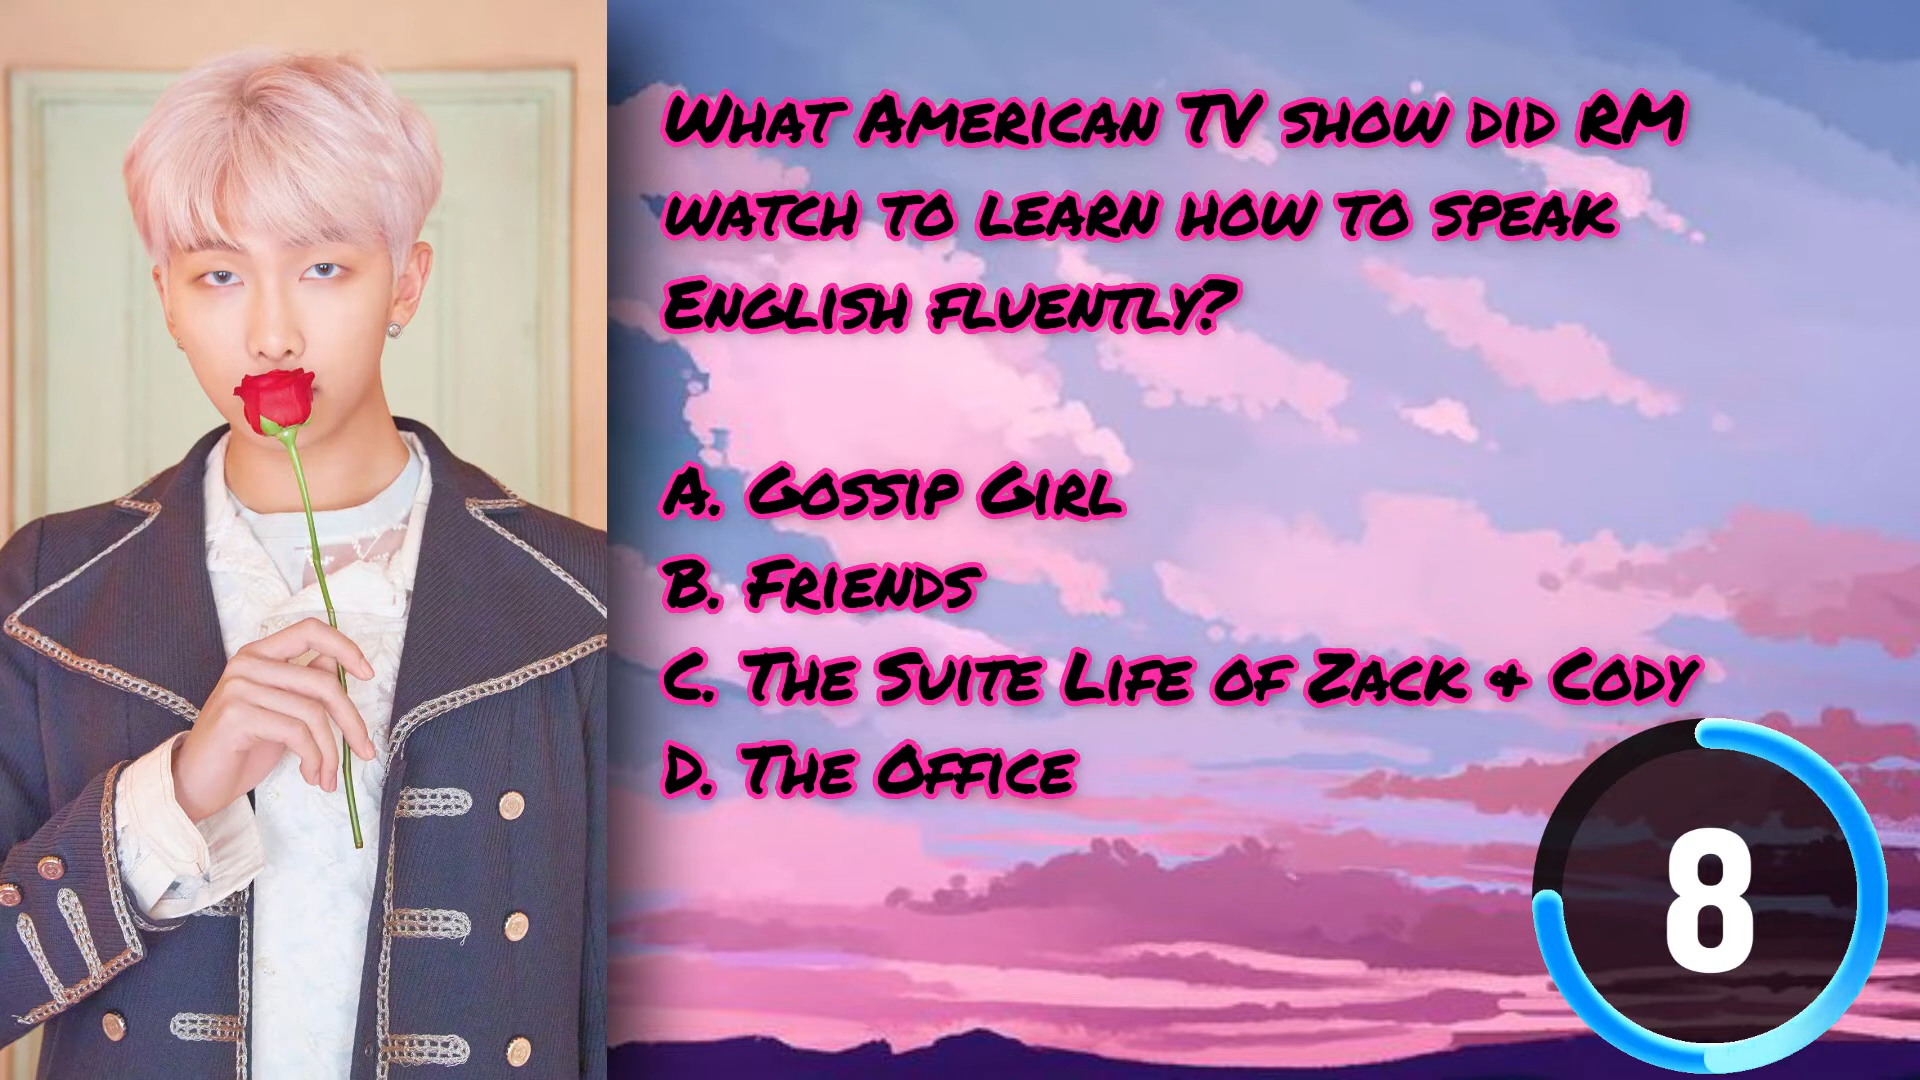 What American TV show did RM
watch to learn how to speak
English fluently?
A. Gossip Girl
B. Friends
C. The Suite Life of Zack & Cody
D. The Office
8